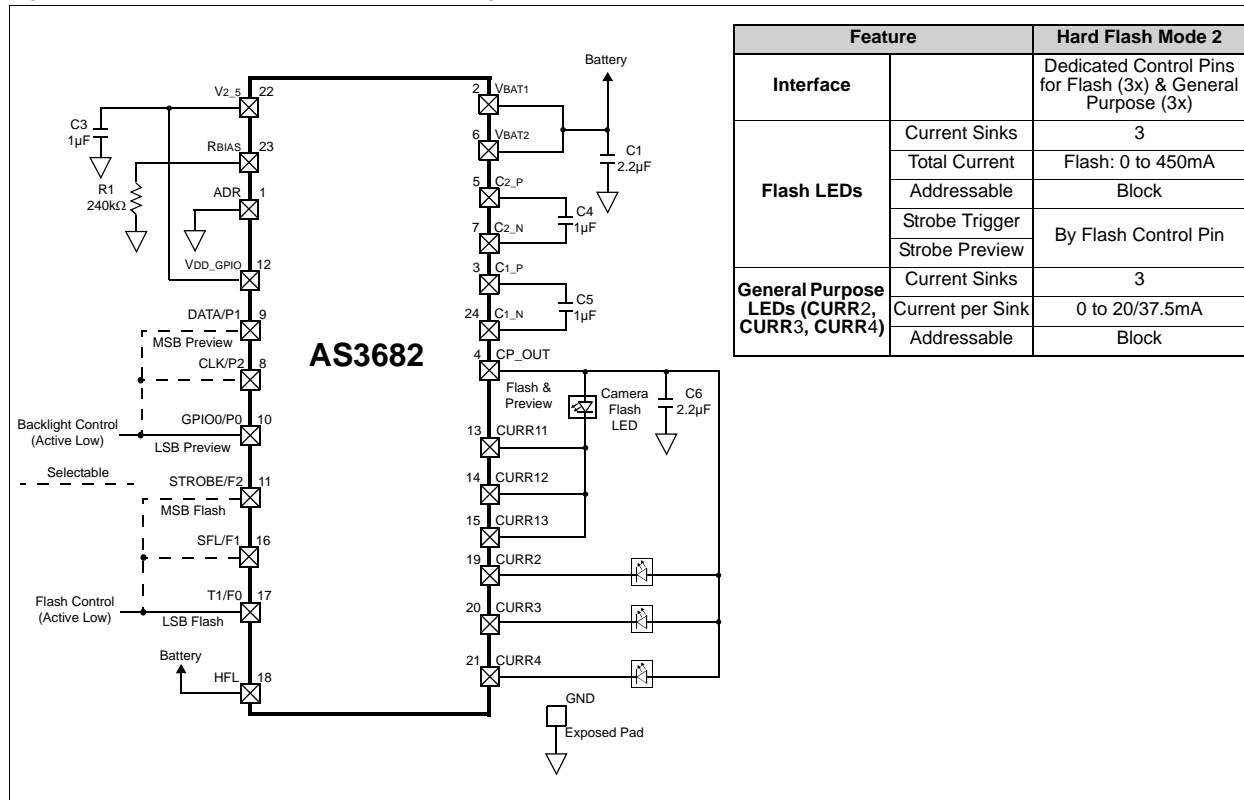 V2_5 22
C3
1µF
RBIAS 23
R1
240kΩ
ADR 1
VDD_GPIO 12
DATA/P1 9
MSB Preview
CLK/P2 8
GPIO0/P0 10
Backlight Control
(Active Low)
LSB Preview
Selectable
STROBE/F2 11
MSB Flash
SFL/F1 16
T1/F0 17
Flash Control
(Active Low)
LSB Flash
Battery
HFL 18
AS3682
Battery
2 VBAT1
6 VBAT2
C1
2.2µF
5 C2_P
C4
1µF
7 C2_N
3 C1_P
C5
1µF
24 C1_N
4 CP_OUT
Flash &
Preview
Camera
Flash
LED
C6
2.2µF
13 CURR11
14 CURR12
15 CURR13
19 CURR2
20 CURR3
21 CURR4
GND
Exposed Pad
Feature Hard Flash Mode 2
Interface Dedicated Control Pins
for Flash (3x) & General
Purpose (3x)
Flash LEDs
Current Sinks 3
Total Current Flash: 0 to 450mA
Addressable Block
Strobe Trigger
Strobe Preview
By Flash Control Pin
General Purpose
LEDs (CURR2,
CURR3, CURR4)
Current Sinks 3
Current per Sink 0 to 20/37.5mA
Addressable Block